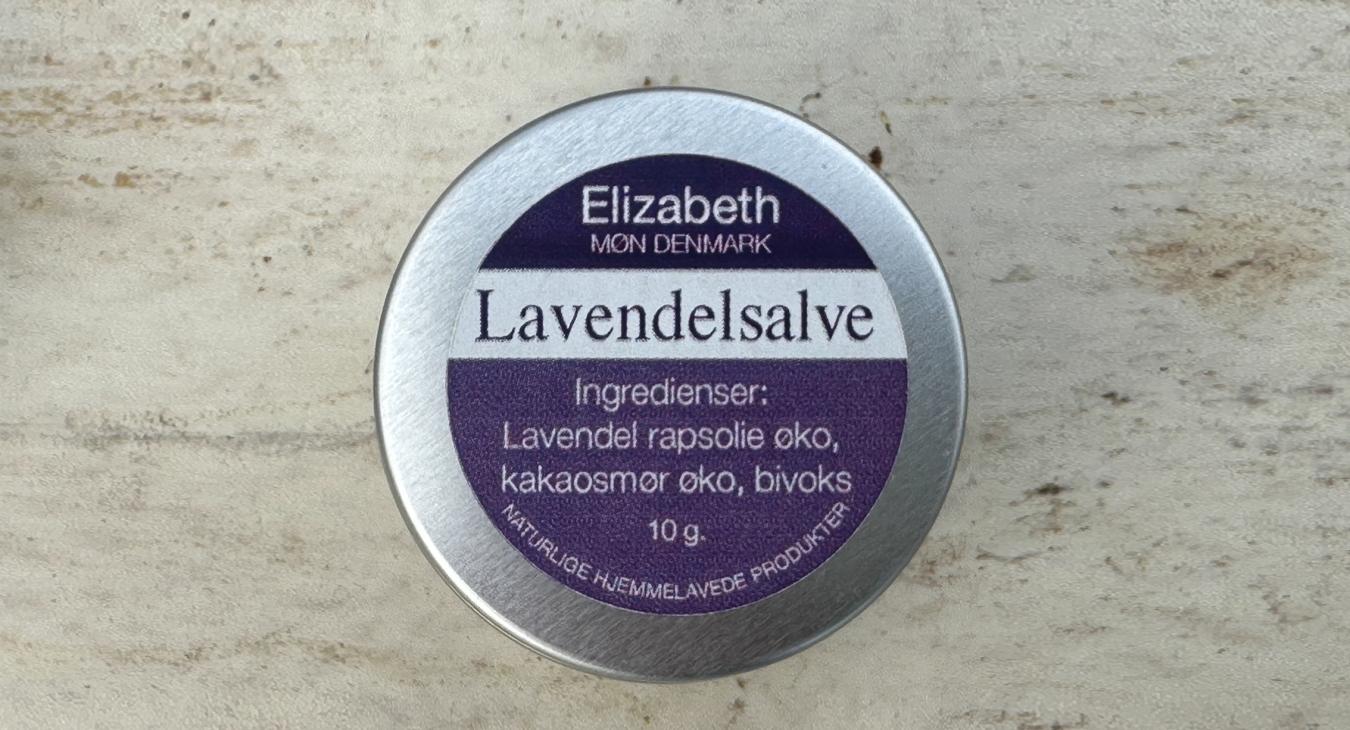 Elizabeth
MØN DENMARK
Lavendelsalve
Ingredienser:
Lavendel rapsolie øko,
kakaosmør øko, bivoks
10 g.
NATURLIGE HJEMMELAVEDE PRODUKTER